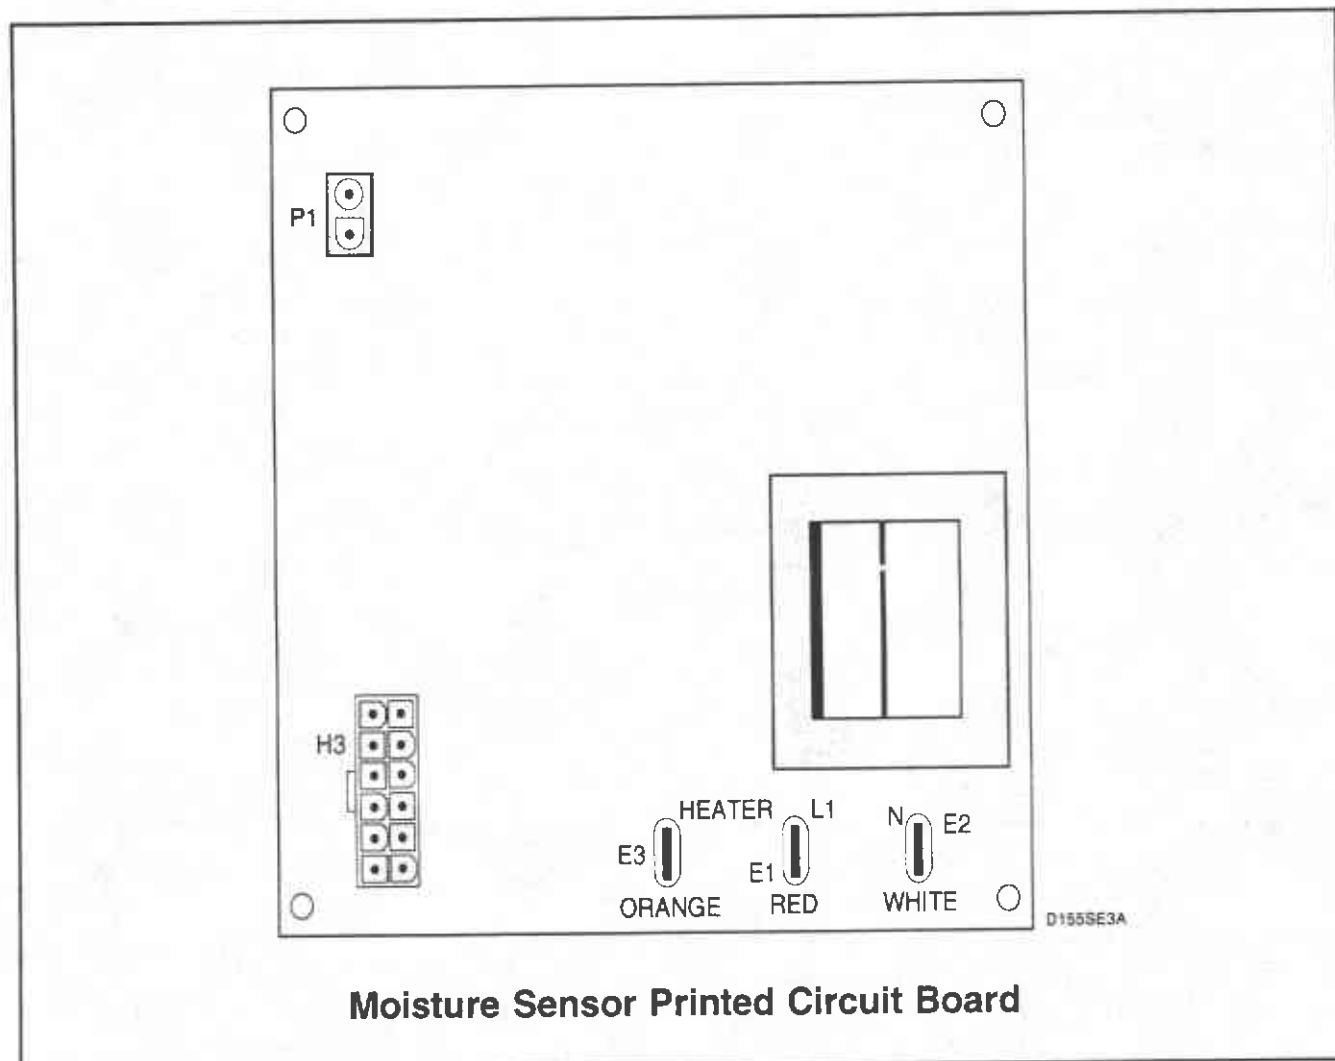 P1
H3
HEATER L1 N E2
E3 E1
ORANGE RED WHITE
D155SE3A
Moisture Sensor Printed Circuit Board